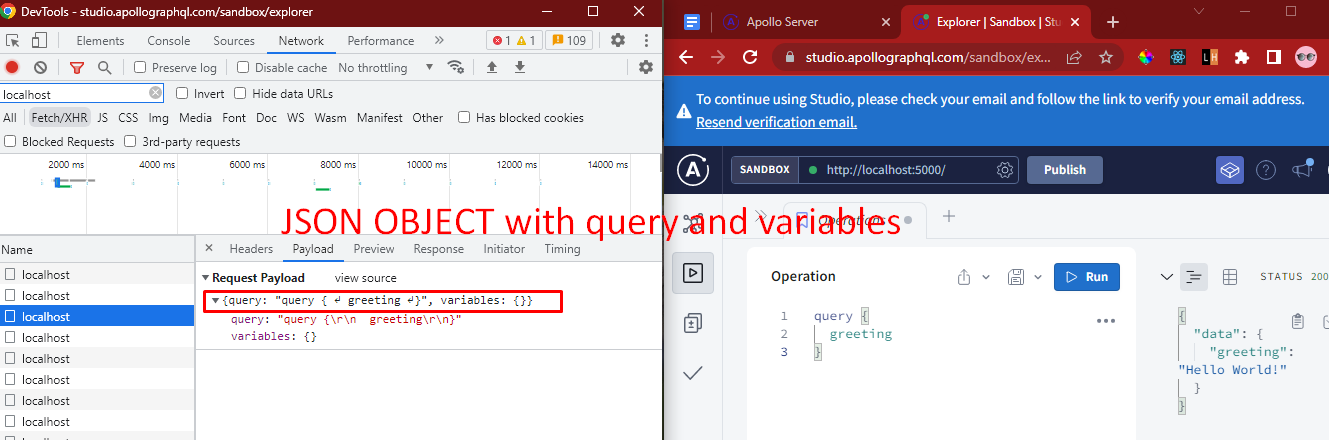 DevTools - studio.apollographql.com/sandbox/explorer
Elements Console Sources Network Performance » 1 1 109
Preserve log Disable cache No throttling
localhost Invert Hide data URLs
All Fetch/XHR JS CSS Img Media Font Doc WS Wasm Manifest Other Has blocked cookies
Blocked Requests 3rd-party requests
2000 ms 4000 ms 6000 ms 8000 ms 10000 ms 12000 ms 14000 ms
JSON OBJECT with query and variables
Name
localhost
localhost
localhost
localhost
localhost
localhost
localhost
localhost
localhost
× Headers Payload Preview Response Initiator Timing
Request Payload view source
{query: "query { ↲ greeting ↲}", variables: {}}
query: "query {\r\n  greeting\r\n}"
variables: {}
Apollo Server × Explorer | Sandbox | Stu × +
studio.apollographql.com/sandbox/ex...
To continue using Studio, please check your email and follow the link to verify your email address.
Resend verification email.
SANDBOX http://localhost:5000/ Publish
Operations
Operation Run
1 query {
2 greeting
3 }
STATUS 200
{
"data": {
"greeting":
"Hello World!"
}
}